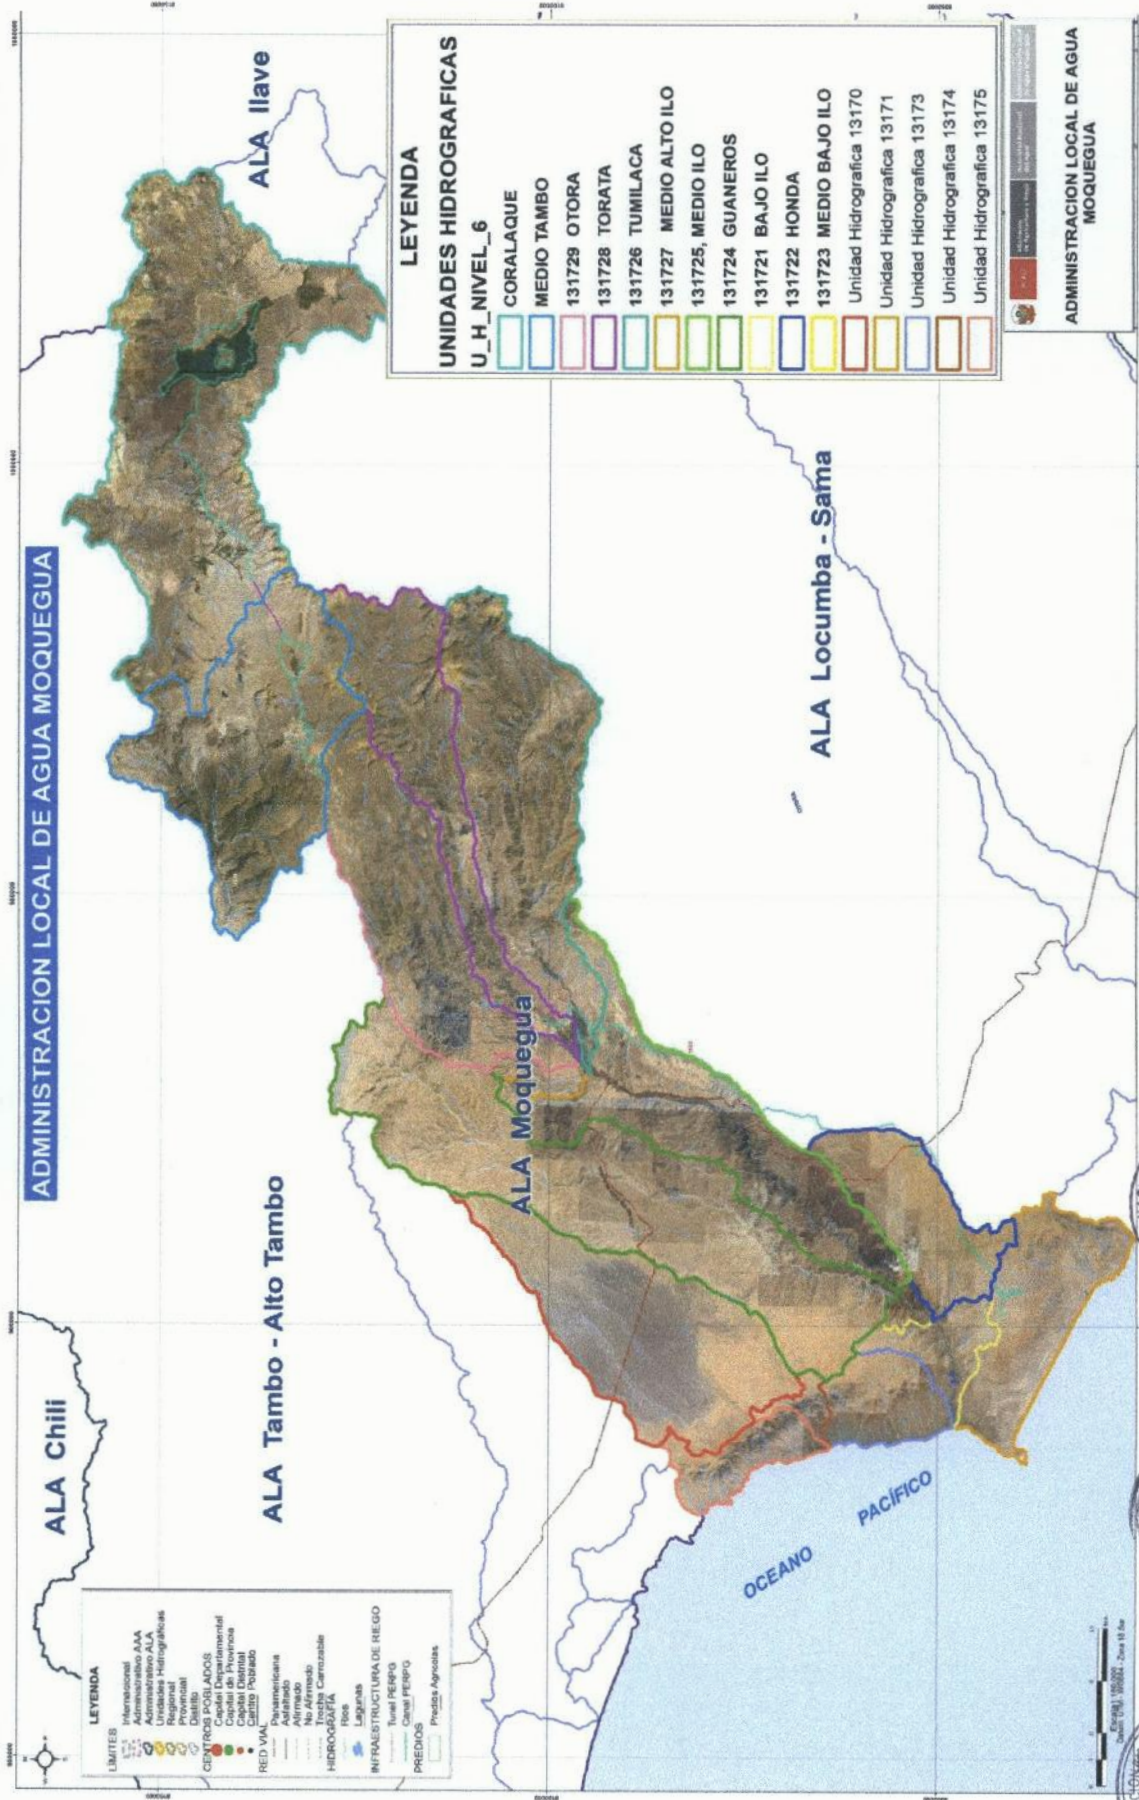 ADMINISTRACION LOCAL DE AGUA MOQUEGUA
ALA Chili
ALA Tambo - Alto Tambo
ALA Ilave
ALA Moquegua
ALA Locumba - Sama
OCEANO PACÍFICO
LEYENDA
LIMITES
Internacional
Administrativo AAA
Administrativo ALA
Unidades Hidrográficas
Regional
Provincial
Distrito
CENTROS POBLADOS
Capital Departamental
Capital de Provincia
Capital Distrital
Centro Poblado
RED VIAL
Panamericana
Asfaltado
Afirmado
No Afirmado
Trocha Carrozable
HIDROGRAFÍA
Rios
Lagunas
INFRAESTRUCTURA DE RIEGO
Tunel PERPG
Canal PERPG
PREDIOS
Predios Agricolas
LEYENDA
UNIDADES HIDROGRAFICAS
U_H_NIVEL_6
CORALAQUE
MEDIO TAMBO
131729 OTORA
131728 TORATA
131726 TUMILACA
131727 MEDIO ALTO ILO
131725, MEDIO ILO
131724 GUANEROS
131721 BAJO ILO
131722 HONDA
131723 MEDIO BAJO ILO
Unidad Hidrografica 13170
Unidad Hidrografica 13171
Unidad Hidrografica 13173
Unidad Hidrografica 13174
Unidad Hidrografica 13175
ADMINISTRACION LOCAL DE AGUA
MOQUEGUA